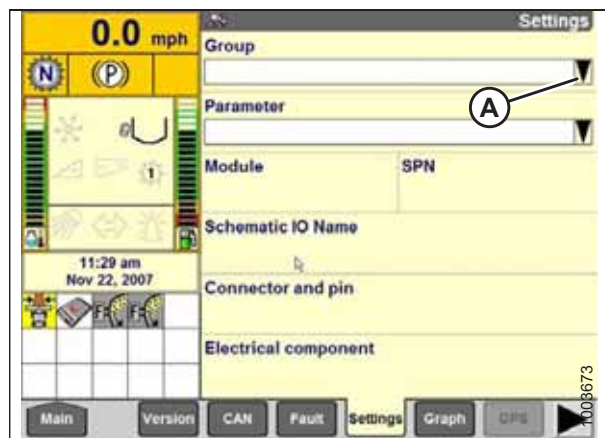 0.0 mph
Settings
Group
N
P
A
Parameter
1
Module
SPN
Schematic IO Name
11:29 am
Nov 22, 2007
Connector and pin
Electrical component
1003673
Main
Version
CAN
Fault
Settings
Graph
GPS